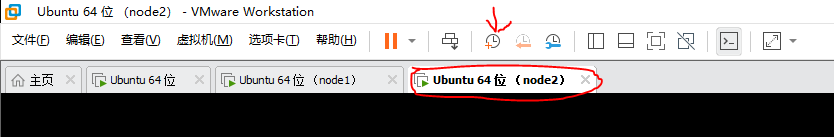 Ubuntu 64 位 （node2） - VMware Workstation
文件(F) 编辑(E) 查看(V) 虚拟机(M) 选项卡(T) 帮助(H)
主页 Ubuntu 64 位 Ubuntu 64 位 （node1） Ubuntu 64 位 （node2）